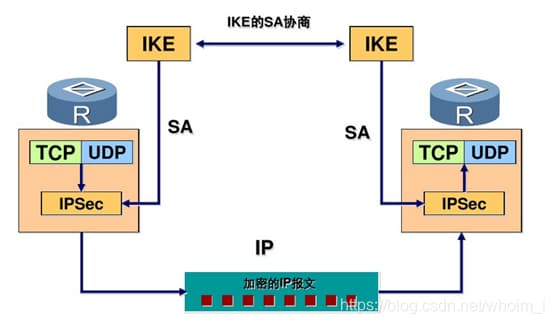 IKE的SA协商
IKE
IKE
R
R
SA
SA
TCP
UDP
TCP
UDP
IPSec
IPSec
IP
加密的IP报文
https://blog.csdn.net/whoim_i